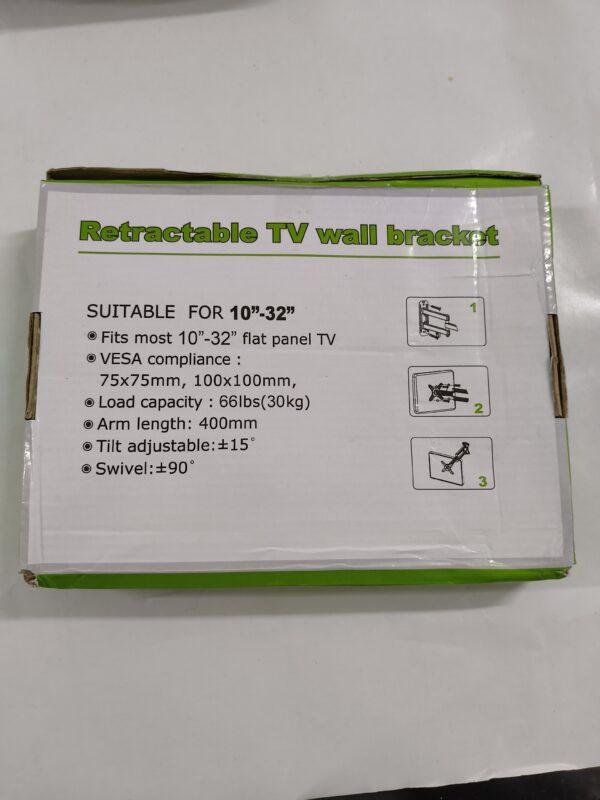 Retractable TV wall bracket
SUITABLE FOR 10”-32”
Fits most 10”-32” flat panel TV
VESA compliance :
75x75mm, 100x100mm,
Load capacity : 66lbs(30kg)
Arm length: 400mm
Tilt adjustable:±15°
Swivel:±90°
1
2
3